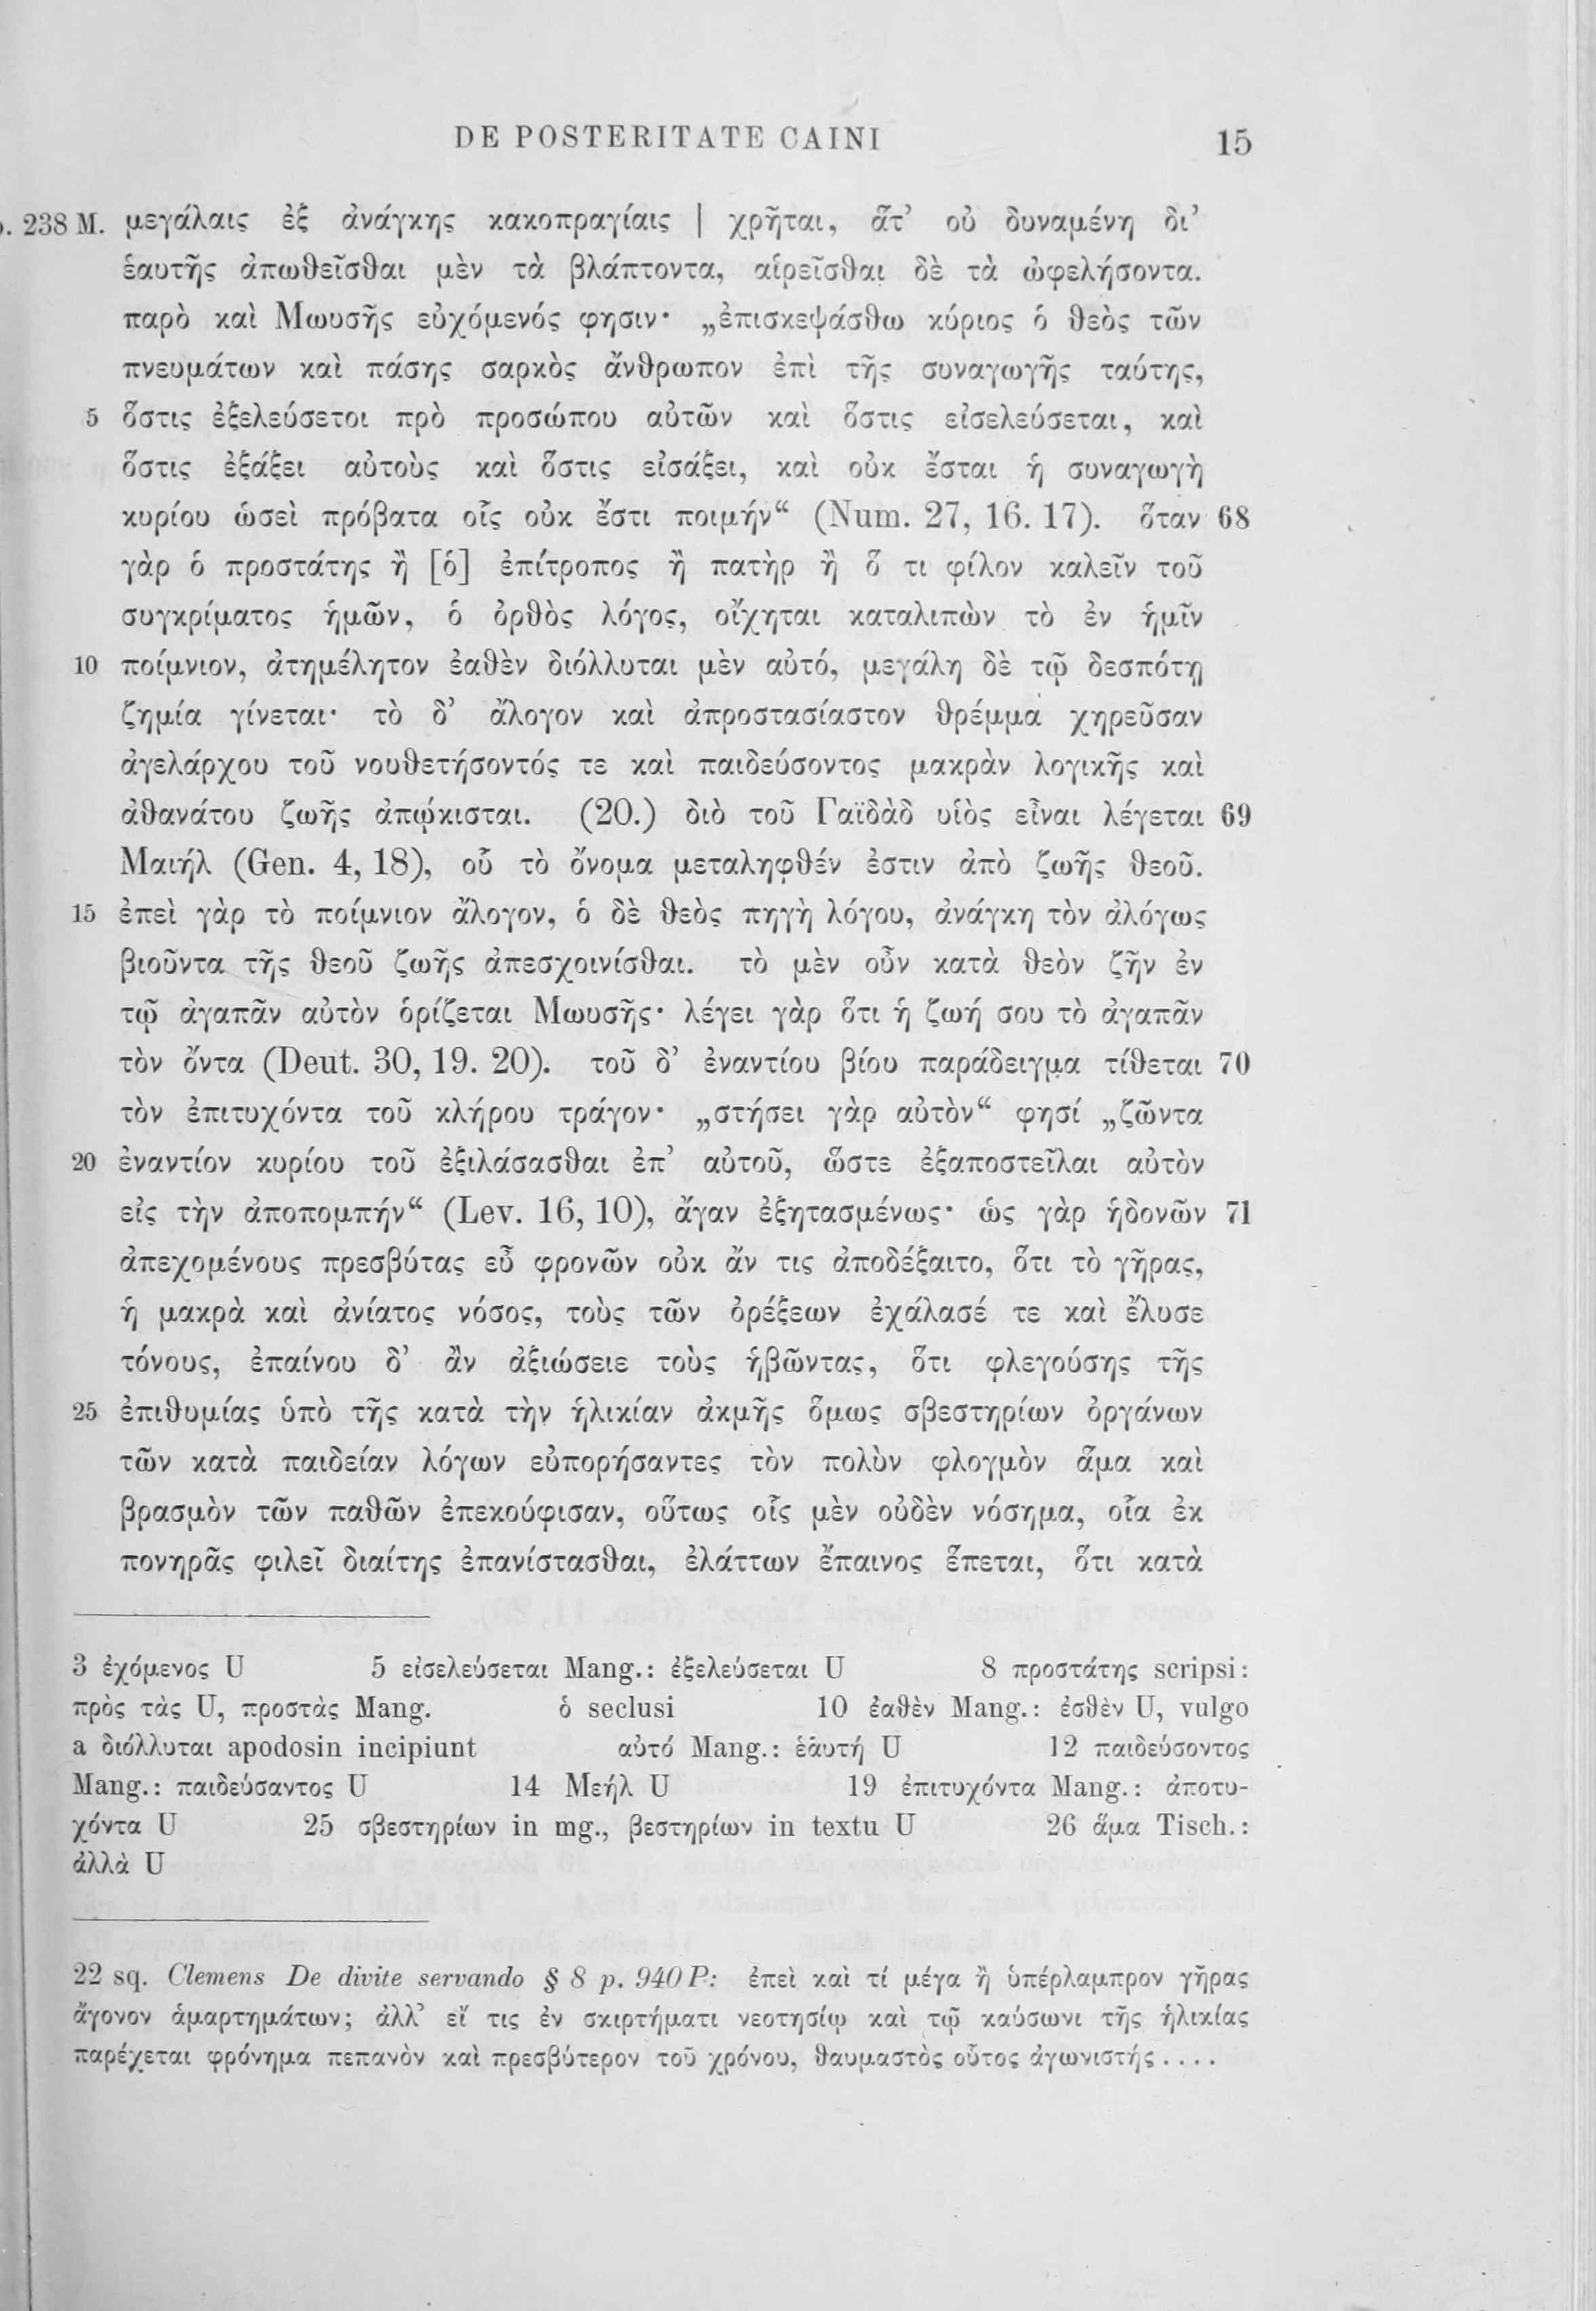 DE POSTERITATE CAINI 15
. 238 M. μεγάλαις ἐξ ἀνάγκης κακοπραγίαις | χρῆται, ἅτ’ οὐ δυναμένη δι’
ἑαυτῆς ἀπωθεῖσθαι μὲν τὰ βλάπτοντα, αἱρεῖσθαι δὲ τὰ ὠφελήσοντα.
παρὸ καὶ Μωυσῆς εὐχόμενός φησιν· „ἐπισκεψάσθω κύριος ὁ θεὸς τῶν
πνευμάτων καὶ πάσης σαρκὸς ἄνθρωπον ἐπὶ τῆς συναγωγῆς ταύτης,
5 ὅστις ἐξελεύσετοι πρὸ προσώπου αὐτῶν καὶ ὅστις εἰσελεύσεται, καὶ
ὅστις ἐξάξει αὐτοὺς καὶ ὅστις εἰσάξει, καὶ οὐκ ἔσται ἡ συναγωγὴ
κυρίου ὡσεὶ πρόβατα οἷς οὐκ ἔστι ποιμήν“ (Num. 27, 16. 17). ὅταν 68
γὰρ ὁ προστάτης ἢ [ὁ] ἐπίτροπος ἢ πατὴρ ἢ ὅ τι φίλον καλεῖν τοῦ
συγκρίματος ἡμῶν, ὁ ὀρθὸς λόγος, οἴχηται καταλιπὼν τὸ ἐν ἡμῖν
10 ποίμνιον, ἀτημέλητον ἐαθὲν διόλλυται μὲν αὐτό, μεγάλη δὲ τῷ δεσπότῃ
ζημία γίνεται· τὸ δ’ ἄλογον καὶ ἀπροστασίαστον θρέμμα χηρεῦσαν
ἀγελάρχου τοῦ νουθετήσοντός τε καὶ παιδεύσοντος μακρὰν λογικῆς καὶ
ἀθανάτου ζωῆς ἀπῴκισται. (20.) διὸ τοῦ Γαϊδὰδ υἱὸς εἶναι λέγεται 69
Μαιήλ (Gen. 4, 18), οὗ τὸ ὄνομα μεταληφθέν ἐστιν ἀπὸ ζωῆς θεοῦ.
15 ἐπεὶ γὰρ τὸ ποίμνιον ἄλογον, ὁ δὲ θεὸς πηγὴ λόγου, ἀνάγκη τὸν ἀλόγως
βιοῦντα τῆς θεοῦ ζωῆς ἀπεσχοινίσθαι. τὸ μὲν οὖν κατὰ θεὸν ζῆν ἐν
τῷ ἀγαπᾶν αὐτὸν ὁρίζεται Μωυσῆς· λέγει γὰρ ὅτι ἡ ζωή σου τὸ ἀγαπᾶν
τὸν ὄντα (Deut. 30, 19. 20). τοῦ δ’ ἐναντίου βίου παράδειγμα τίθεται 70
τὸν ἐπιτυχόντα τοῦ κλήρου τράγον· „στήσει γὰρ αὐτὸν“ φησί „ζῶντα
20 ἐναντίον κυρίου τοῦ ἐξιλάσασθαι ἐπ’ αὐτοῦ, ὥστε ἐξαποστεῖλαι αὐτὸν
εἰς τὴν ἀποπομπήν“ (Lev. 16, 10), ἄγαν ἐξητασμένως· ὡς γὰρ ἡδονῶν 71
ἀπεχομένους πρεσβύτας εὖ φρονῶν οὐκ ἄν τις ἀποδέξαιτο, ὅτι τὸ γῆρας,
ἡ μακρὰ καὶ ἀνίατος νόσος, τοὺς τῶν ὀρέξεων ἐχάλασέ τε καὶ ἔλυσε
τόνους, ἐπαίνου δ’ ἂν ἀξιώσειε τοὺς ἡβῶντας, ὅτι φλεγούσης τῆς
25 ἐπιθυμίας ὑπὸ τῆς κατὰ τὴν ἡλικίαν ἀκμῆς ὅμως σβεστηρίων ὀργάνων
τῶν κατὰ παιδείαν λόγων εὐπορήσαντες τὸν πολὺν φλογμὸν ἅμα καὶ
βρασμὸν τῶν παθῶν ἐπεκούφισαν, οὕτως οἷς μὲν οὐδὲν νόσημα, οἷα ἐκ
πονηρᾶς φιλεῖ διαίτης ἐπανίστασθαι, ἐλάττων ἔπαινος ἕπεται, ὅτι κατὰ
3 ἐχόμενος U 5 εἰσελεύσεται Mang.: ἐξελεύσεται U 8 προστάτης scripsi:
πρὸς τὰς U, προστὰς Mang. ὁ seclusi 10 ἐαθὲν Mang.: ἐσθὲν U, vulgo
a διόλλυται apodosin incipiunt αὐτό Mang.: ἑαυτή U 12 παιδεύσοντος
Mang.: παιδεύσαντος U 14 Μεήλ U 19 ἐπιτυχόντα Mang.: ἀποτυ-
χόντα U 25 σβεστηρίων in mg., βεστηρίων in textu U 26 ἅμα Tisch.:
ἀλλὰ U
22 sq. Clemens De divite servando § 8 p. 940 P: ἐπεὶ καὶ τί μέγα ἢ ὑπέρλαμπρον γῆρας
ἄγονον ἁμαρτημάτων; ἀλλ’ εἴ τις ἐν σκιρτήματι νεοτησίῳ καὶ τῷ καύσωνι τῆς ἡλικίας
παρέχεται φρόνημα πεπανὸν καὶ πρεσβύτερον τοῦ χρόνου, θαυμαστὸς οὗτος ἀγωνιστής ....